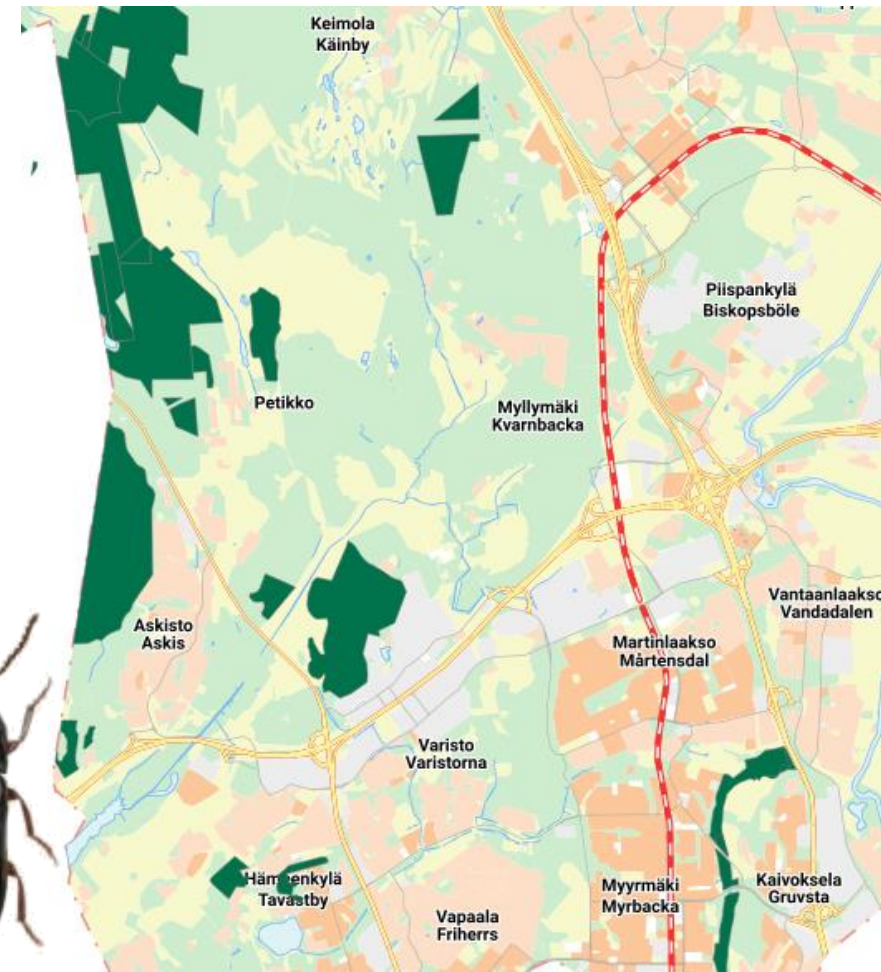 Keimola
Käinby
Piispankylä
Biskopsböle
Petikko
Myllymäki
Kvarnbacka
Vantaanlaakso
Vandadalen
Askisto
Askis
Martinlaakso
Mårtensdal
Varisto
Varistorna
Hämeenkylä
Tavastby
Myyrmäki
Myrbacka
Kaivoksela
Gruvsta
Vapaala
Friherrs